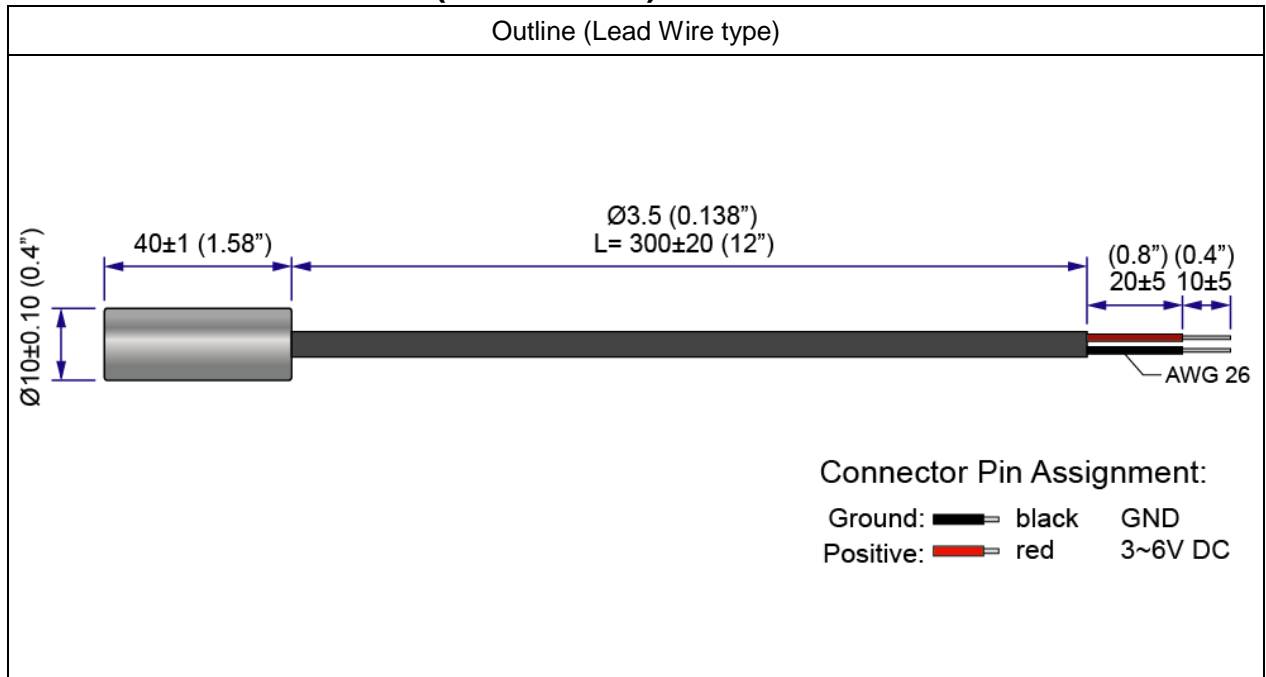 Outline (Lead Wire type)
Ø3.5 (0.138”)
40±1 (1.58”)
L= 300±20 (12”)
(0.8”) (0.4”)
20±5 10±5
Ø10±0.10 (0.4”)
AWG 26
Connector Pin Assignment:
Ground: black GND
Positive: red 3~6V DC